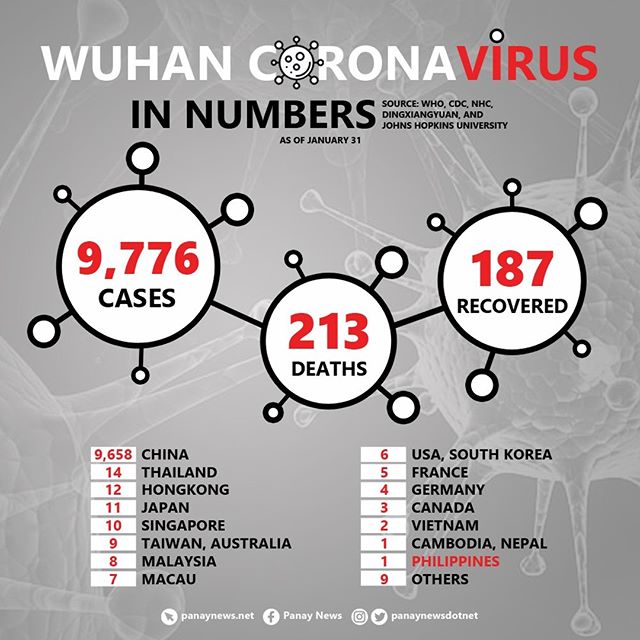 WUHAN CORONAVIRUS
IN NUMBERS
SOURCE: WHO, CDC, NHC,
DINGXIANGYUAN, AND
JOHNS HOPKINS UNIVERSITY
AS OF JANUARY 31
9,776
CASES
213
DEATHS
187
RECOVERED
9,658 CHINA
14 THAILAND
12 HONGKONG
11 JAPAN
10 SINGAPORE
9 TAIWAN, AUSTRALIA
8 MALAYSIA
7 MACAU
6 USA, SOUTH KOREA
5 FRANCE
4 GERMANY
3 CANADA
2 VIETNAM
1 CAMBODIA, NEPAL
1 PHILIPPINES
9 OTHERS
panaynews.net Panay News panaynewsdotnet